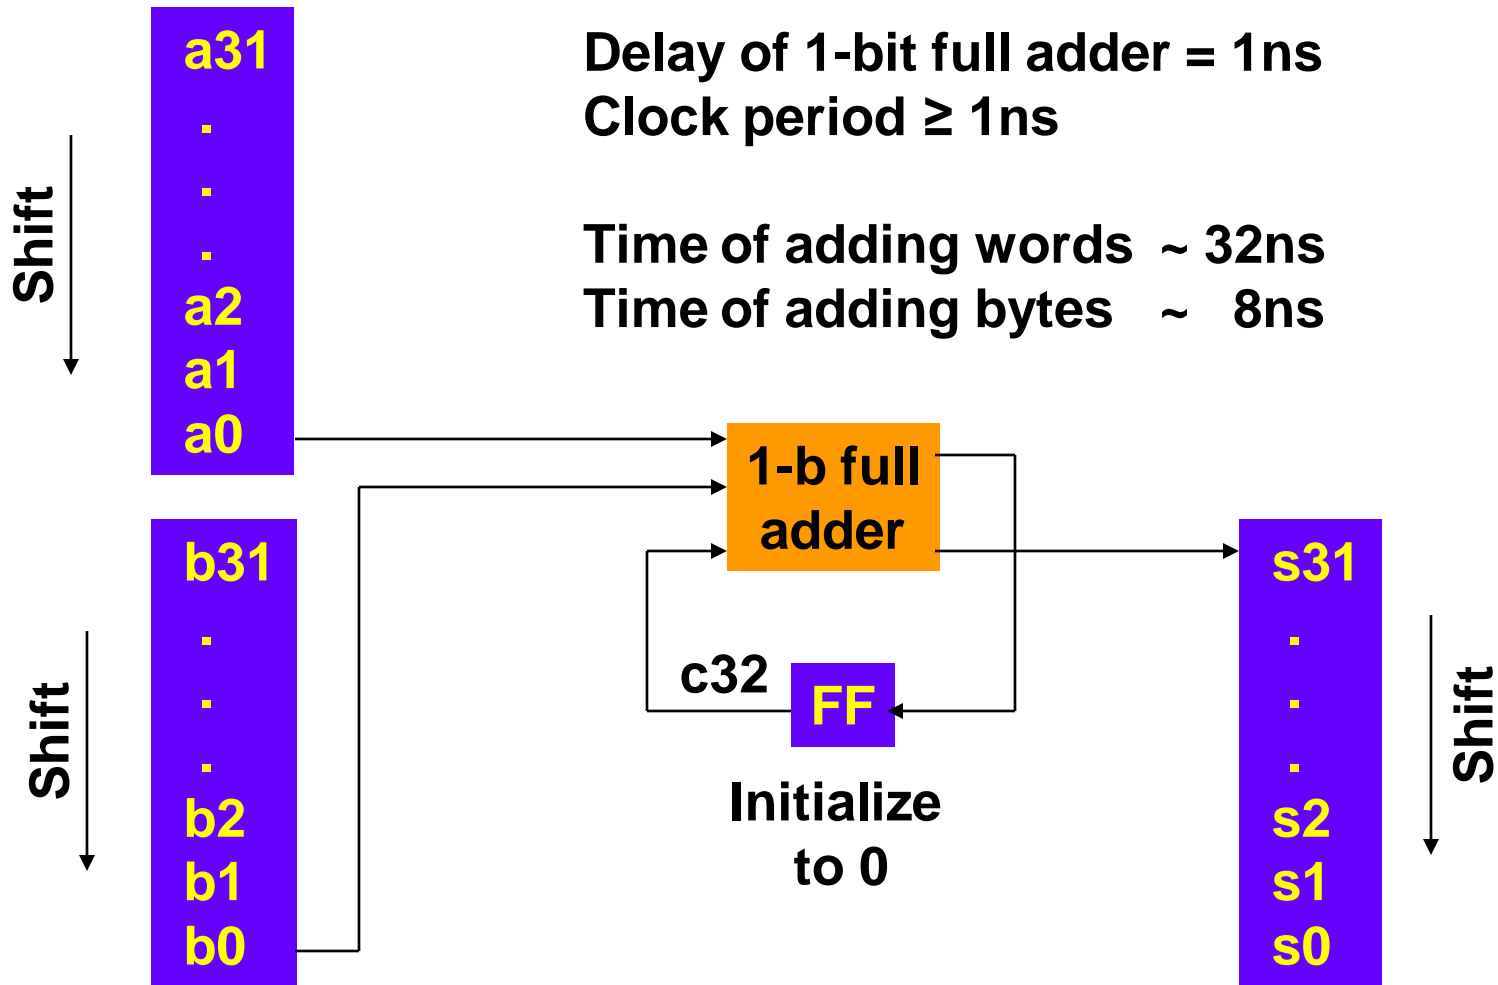 a31
.
.
.
a2
a1
a0
Shift
Delay of 1-bit full adder = 1ns
Clock period ≥ 1ns
Time of adding words ~ 32ns
Time of adding bytes ~ 8ns
1-b full
adder
b31
.
.
.
b2
b1
b0
Shift
c32
FF
Initialize
to 0
s31
.
.
.
s2
s1
s0
Shift